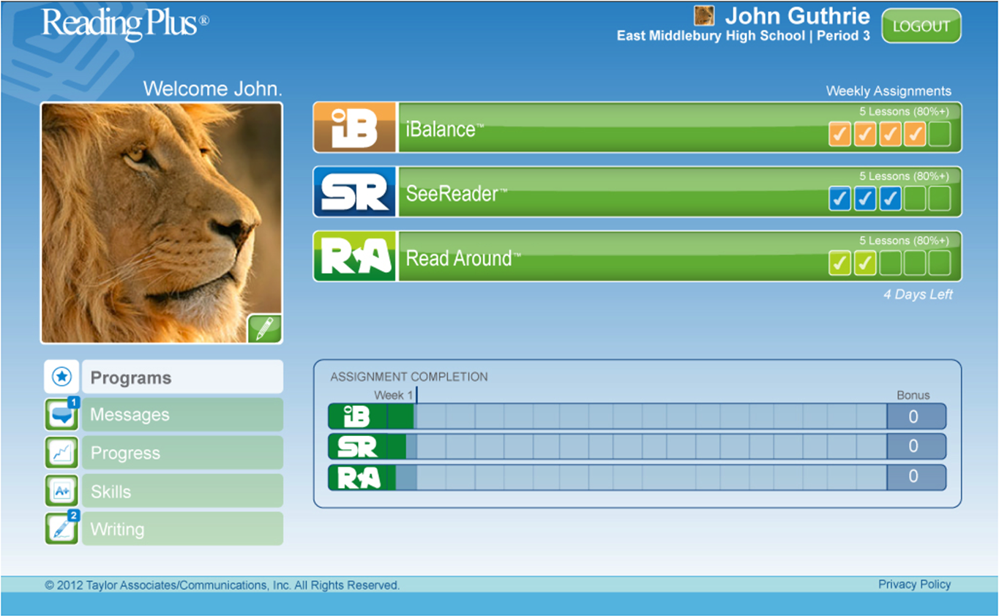 Reading Plus®
John Guthrie
East Middlebury High School | Period 3
LOGOUT
Welcome John.
Weekly Assignments
iB
iBalance™
5 Lessons (80%+)
SR
SeeReader™
5 Lessons (80%+)
RA
Read Around™
5 Lessons (80%+)
4 Days Left
Programs
1
Messages
Progress
A+
Skills
2
Writing
ASSIGNMENT COMPLETION
Week 1
Bonus
iB
0
SR
0
RA
0
© 2012 Taylor Associates/Communications, Inc. All Rights Reserved.
Privacy Policy